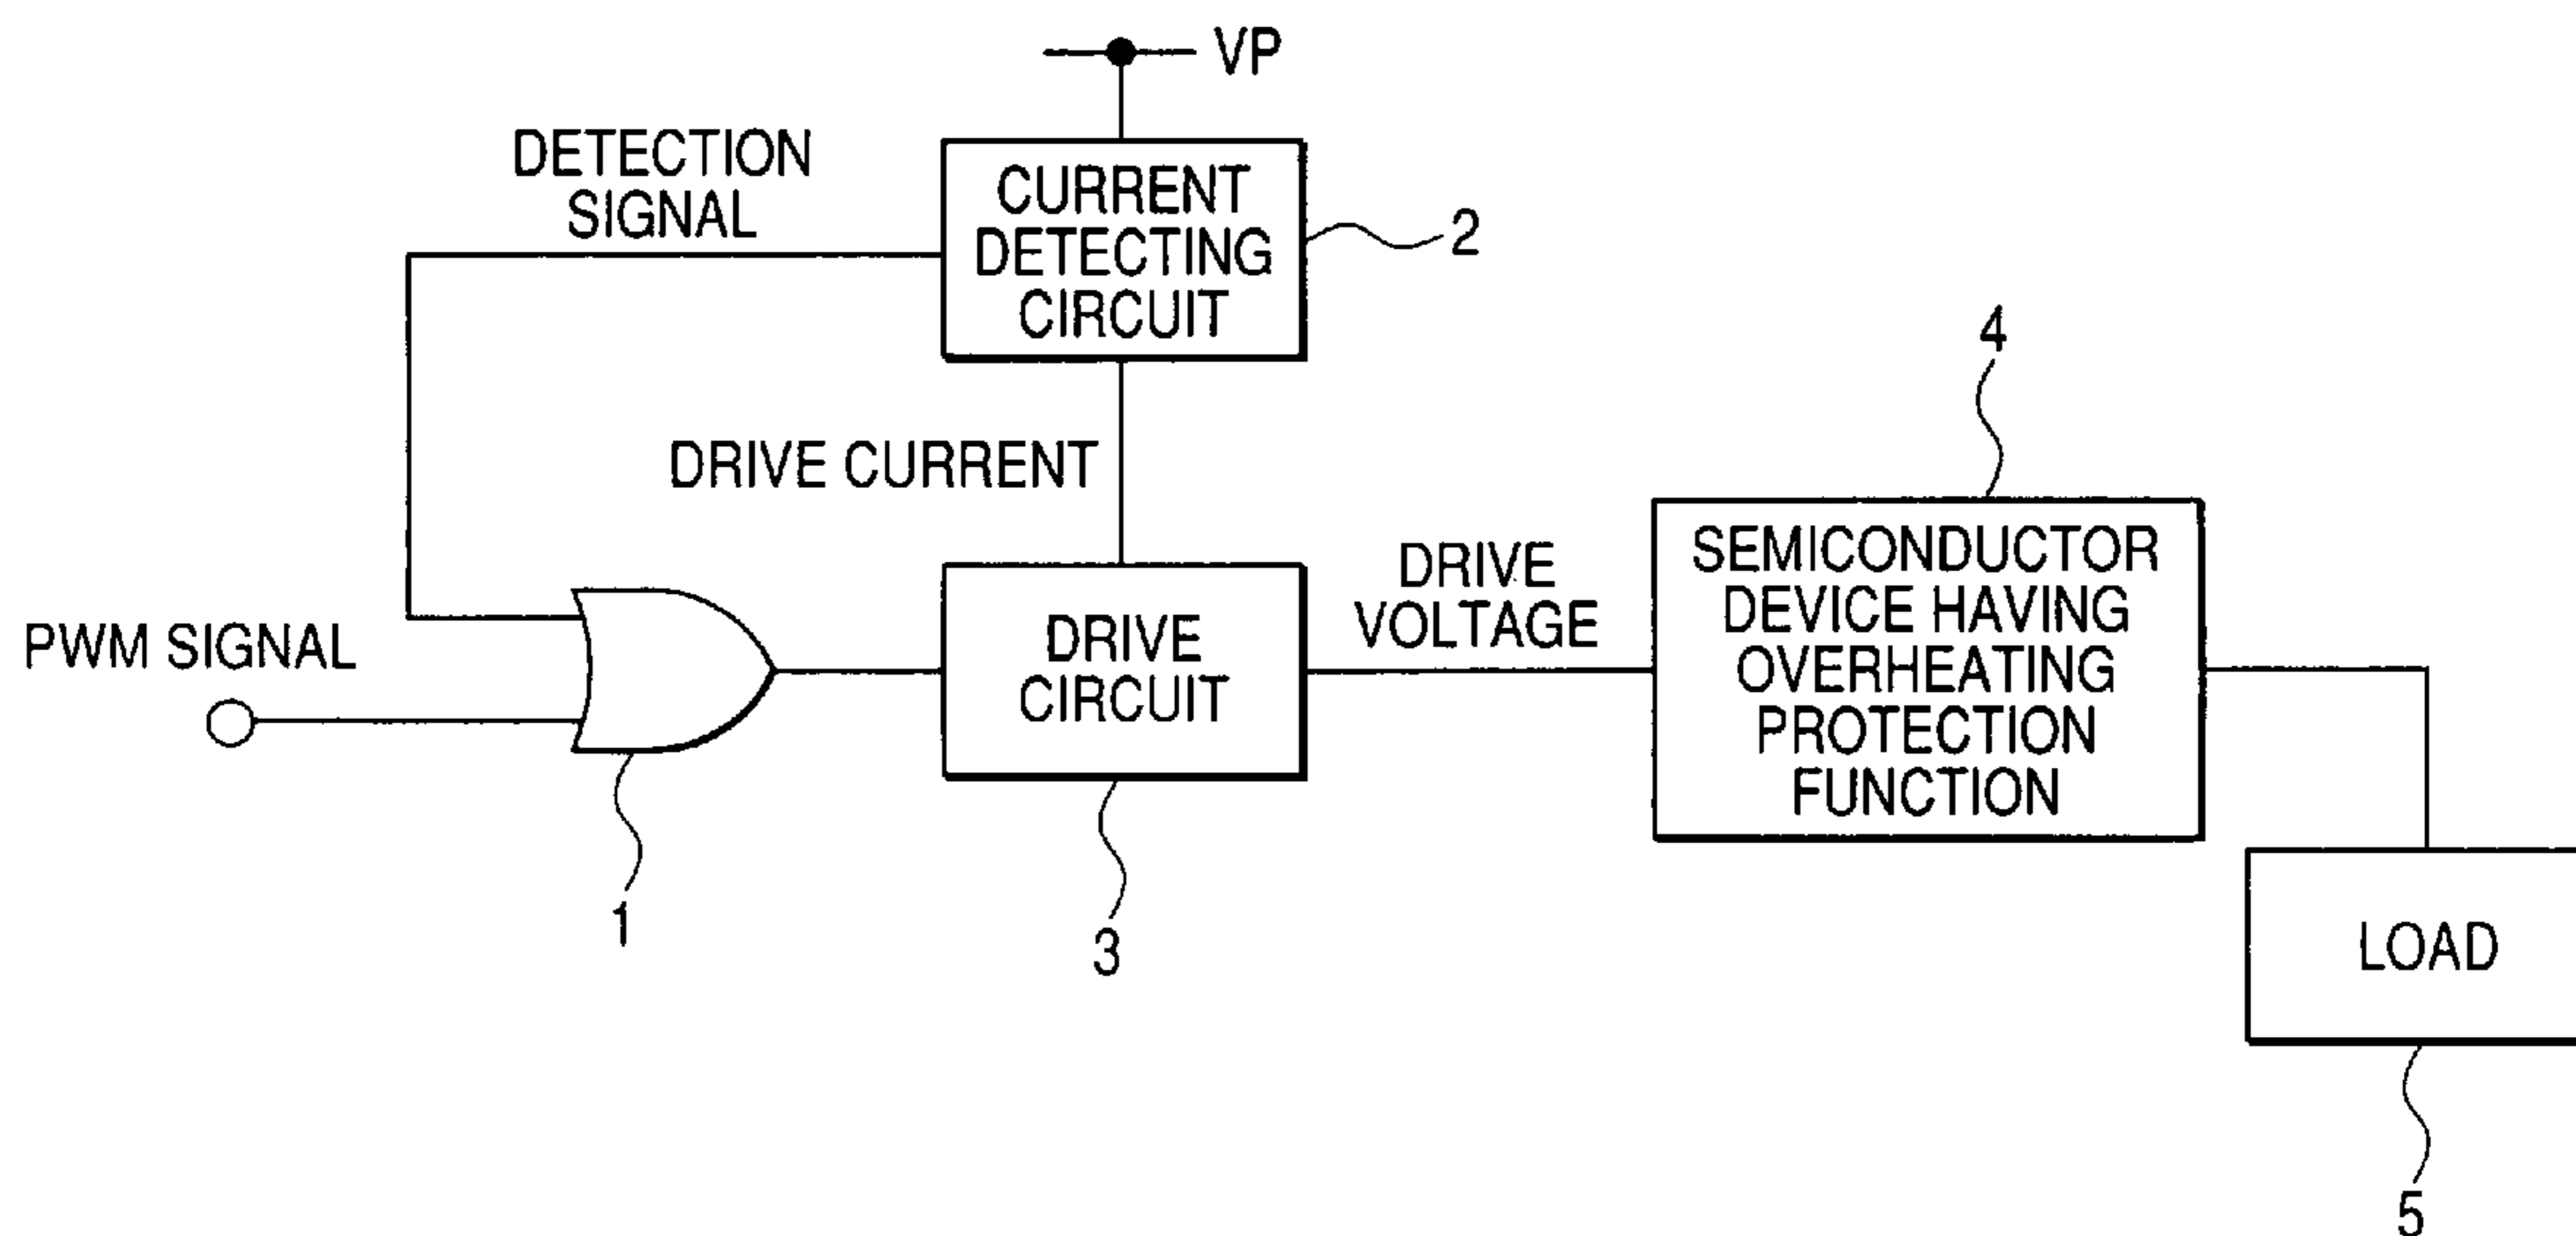 VP
DETECTION
SIGNAL
CURRENT
DETECTING
CIRCUIT
2
DRIVE CURRENT
4
PWM SIGNAL
1
DRIVE
CIRCUIT
3
DRIVE
VOLTAGE
SEMICONDUCTOR
DEVICE HAVING
OVERHEATING
PROTECTION
FUNCTION
LOAD
5